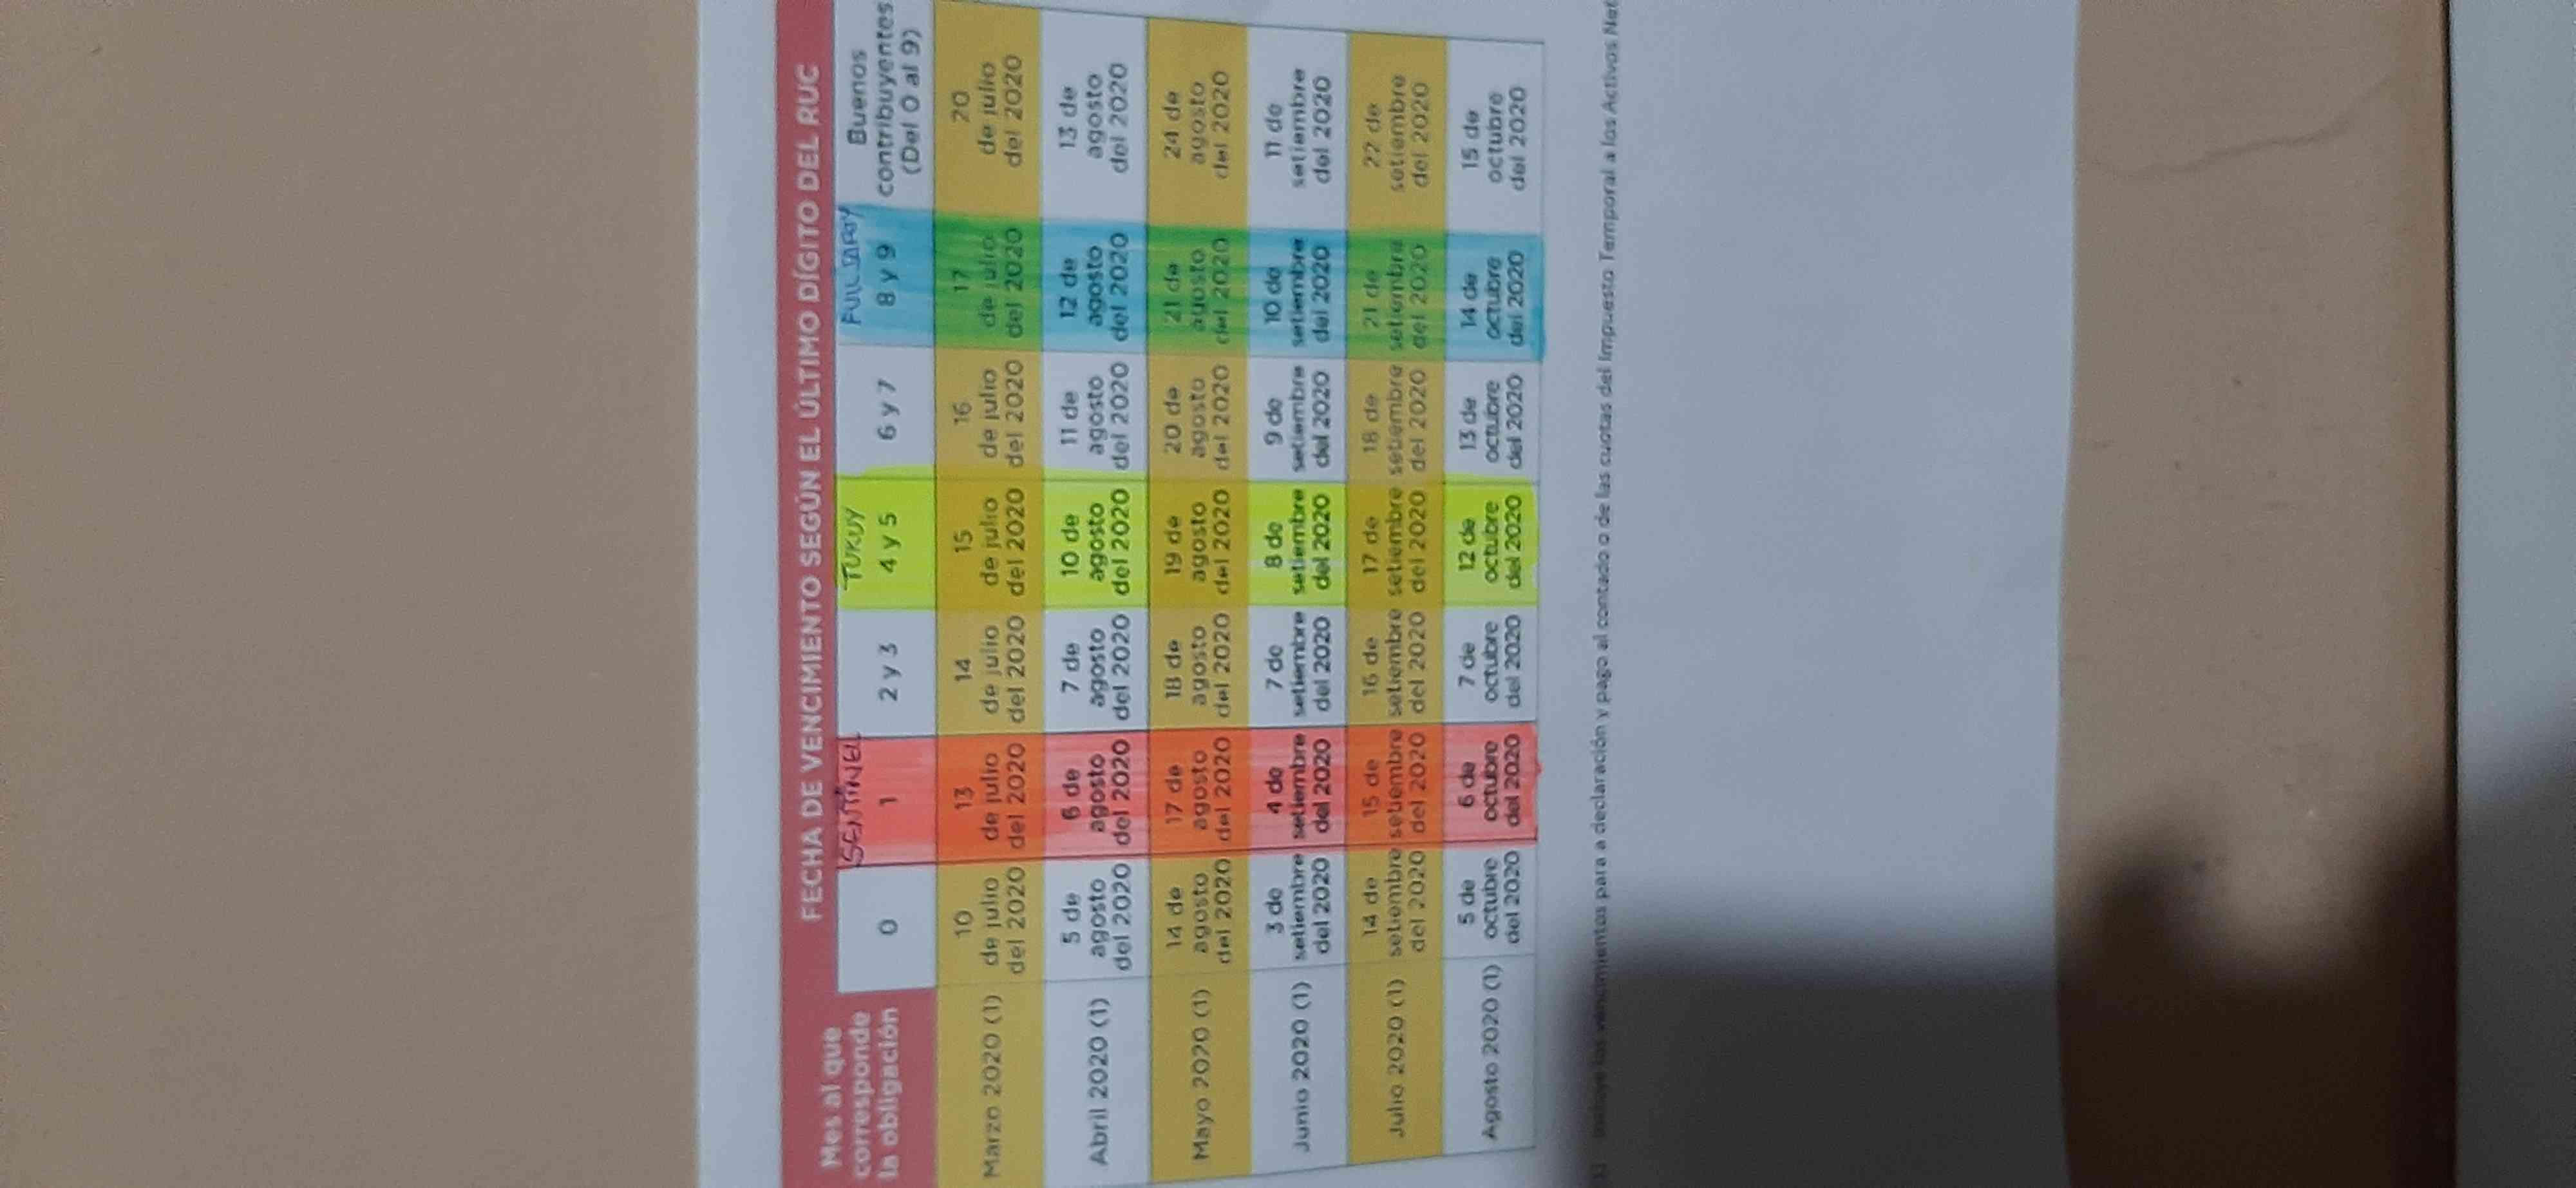 FECHA DE VENCIMIENTO SEGÚN EL ÚLTIMO DÍGITO DEL RUC
Mes al que
corresponde
la obligación
0
SENTINEL
1
2 y 3
TUKUY
4 y 5
6 y 7
8 y 9
Buenos
contribuyentes
(Del 0 al 9)
Marzo 2020 (1)
10
de julio
del 2020
13
de julio
del 2020
14
de julio
del 2020
15
de julio
del 2020
16
de julio
del 2020
17
de julio
del 2020
20
de julio
del 2020
Abril 2020 (1)
5 de
agosto
del 2020
6 de
agosto
del 2020
7 de
agosto
del 2020
10 de
agosto
del 2020
11 de
agosto
del 2020
12 de
agosto
del 2020
13 de
agosto
del 2020
Mayo 2020 (1)
14 de
agosto
del 2020
17 de
agosto
del 2020
18 de
agosto
del 2020
19 de
agosto
del 2020
20 de
agosto
del 2020
21 de
agosto
del 2020
24 de
agosto
del 2020
Junio 2020 (1)
3 de
setiembre
del 2020
4 de
setiembre
del 2020
7 de
setiembre
del 2020
8 de
setiembre
del 2020
9 de
setiembre
del 2020
10 de
setiembre
del 2020
11 de
setiembre
del 2020
Julio 2020 (1)
14 de
setiembre
del 2020
15 de
setiembre
del 2020
16 de
setiembre
del 2020
17 de
setiembre
del 2020
18 de
setiembre
del 2020
21 de
setiembre
del 2020
22 de
setiembre
del 2020
Agosto 2020 (1)
5 de
octubre
del 2020
6 de
octubre
del 2020
7 de
octubre
del 2020
12 de
octubre
del 2020
13 de
octubre
del 2020
14 de
octubre
del 2020
15 de
octubre
del 2020
los vencimientos para a declaración y pago al contado o de las cuotas del Impuesto Temporal a los Activos Net